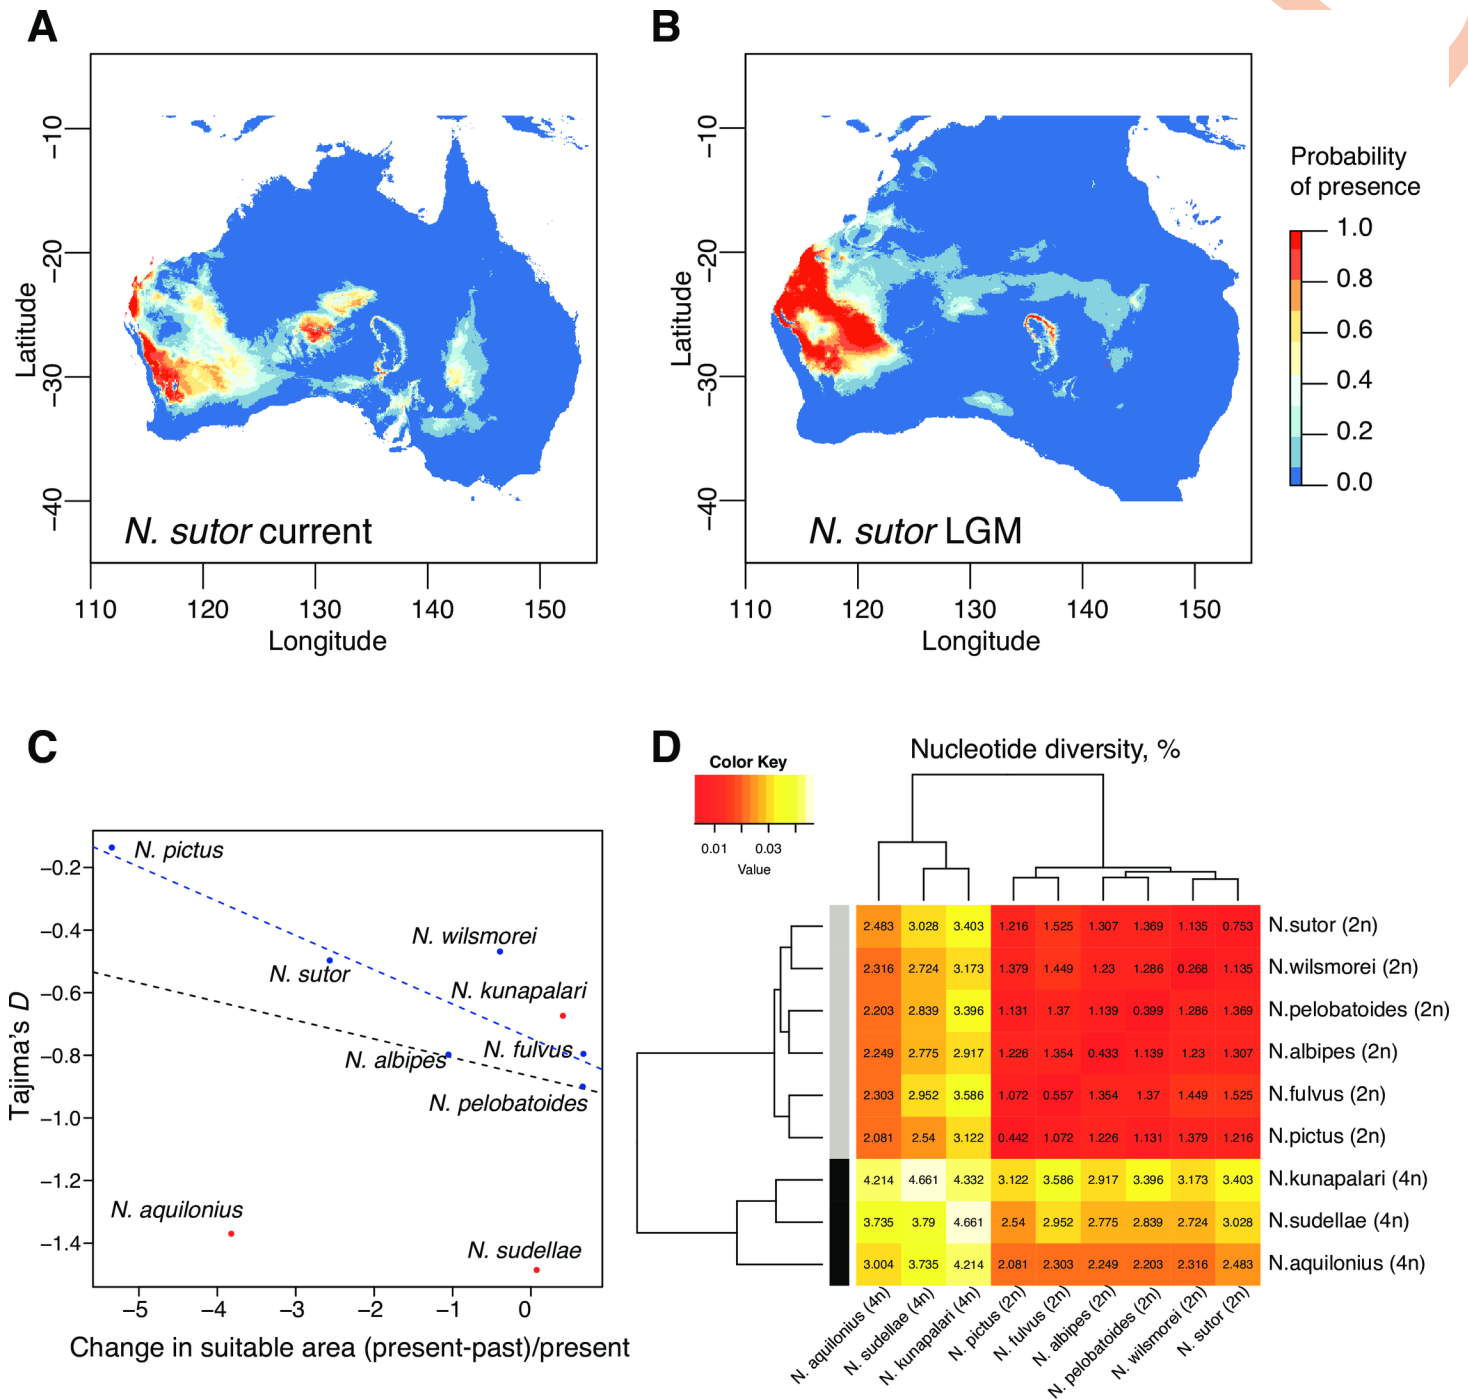 A
B
−10
−20
−30
−40
Latitude
N. sutor current
110
120
130
140
150
Longitude
−10
−20
−30
−40
Latitude
N. sutor LGM
110
120
130
140
150
Longitude
Probability
of presence
1.0
0.8
0.6
0.4
0.2
0.0
C
−0.2
−0.4
−0.6
−0.8
−1.0
−1.2
−1.4
Tajima's D
N. pictus
N. wilsmorei
N. sutor
N. kunapalari
N. albipes
N. fulvus
N. pelobatoides
N. aquilonius
N. sudellae
−5
−4
−3
−2
−1
0
Change in suitable area (present-past)/present
D
Nucleotide diversity, %
Color Key
0.01 0.03
Value
2.483 3.028 3.403 1.216 1.525 1.307 1.369 1.135 0.753 N.sutor (2n)
2.316 2.724 3.173 1.379 1.449 1.23 1.286 0.268 1.135 N.wilsmorei (2n)
2.203 2.839 3.396 1.131 1.37 1.139 0.399 1.286 1.369 N.pelobatoides (2n)
2.249 2.775 2.917 1.226 1.354 0.433 1.139 1.23 1.307 N.albipes (2n)
2.303 2.952 3.586 1.072 0.557 1.354 1.37 1.449 1.525 N.fulvus (2n)
2.081 2.54 3.122 0.442 1.072 1.226 1.131 1.379 1.216 N.pictus (2n)
4.214 4.661 4.332 3.122 3.586 2.917 3.396 3.173 3.403 N.kunapalari (4n)
3.735 3.79 4.661 2.54 2.952 2.775 2.839 2.724 3.028 N.sudellae (4n)
3.004 3.735 4.214 2.081 2.303 2.249 2.203 2.316 2.483 N.aquilonius (4n)
N. aquilonius (4n)
N. sudellae (4n)
N. kunapalari (4n)
N. pictus (2n)
N. fulvus (2n)
N. albipes (2n)
N. pelobatoides (2n)
N. wilsmorei (2n)
N. sutor (2n)